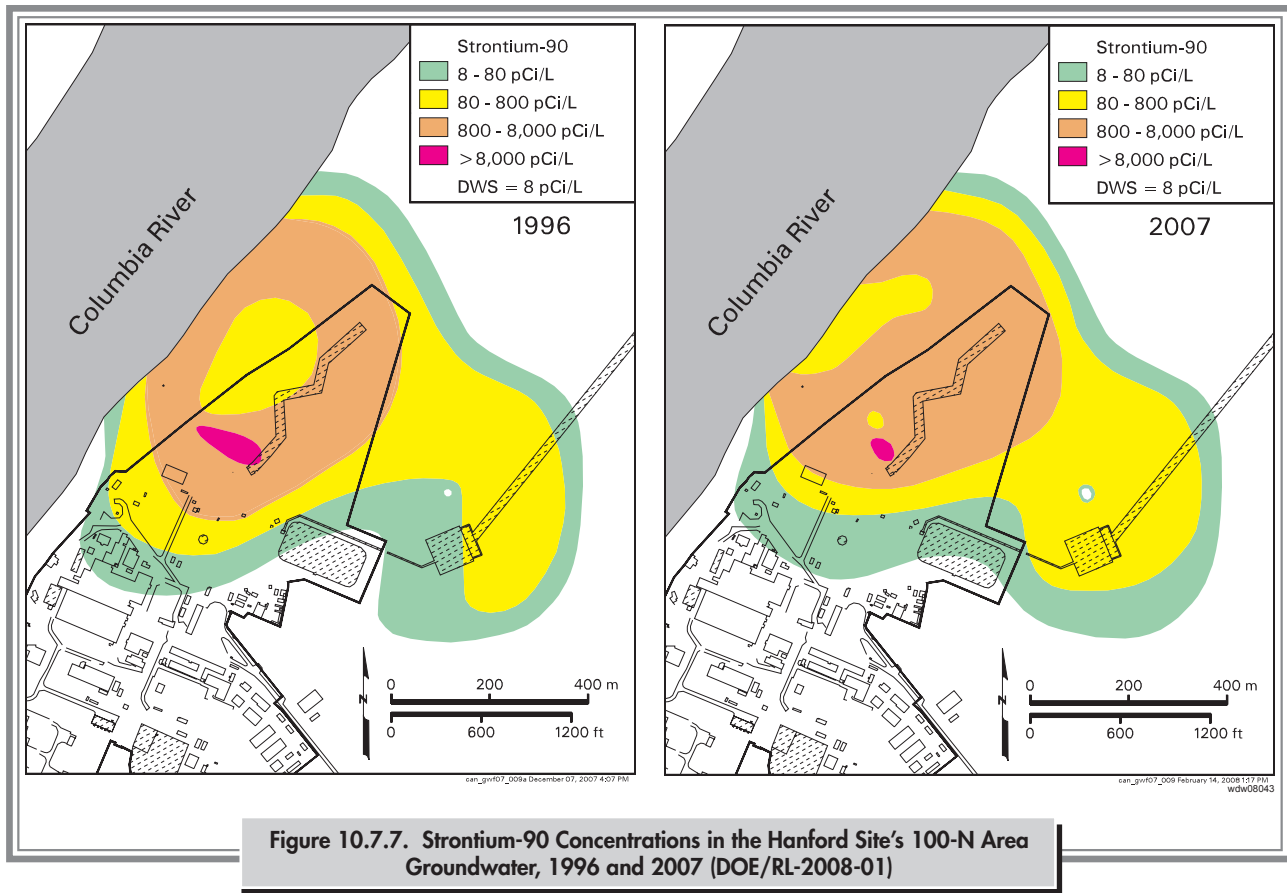 Strontium-90
8 - 80 pCi/L
80 - 800 pCi/L
800 - 8,000 pCi/L
>8,000 pCi/L
DWS = 8 pCi/L
1996
Columbia River
N
0 200 400 m
0 600 1200 ft
can_gwf07_009a December 07, 2007 4:07 PM
Strontium-90
8 - 80 pCi/L
80 - 800 pCi/L
800 - 8,000 pCi/L
>8,000 pCi/L
DWS = 8 pCi/L
2007
Columbia River
N
0 200 400 m
0 600 1200 ft
can_gwf07_009 February 14, 2008 1:17 PM
wdw08043
Figure 10.7.7. Strontium-90 Concentrations in the Hanford Site's 100-N Area
Groundwater, 1996 and 2007 (DOE/RL-2008-01)